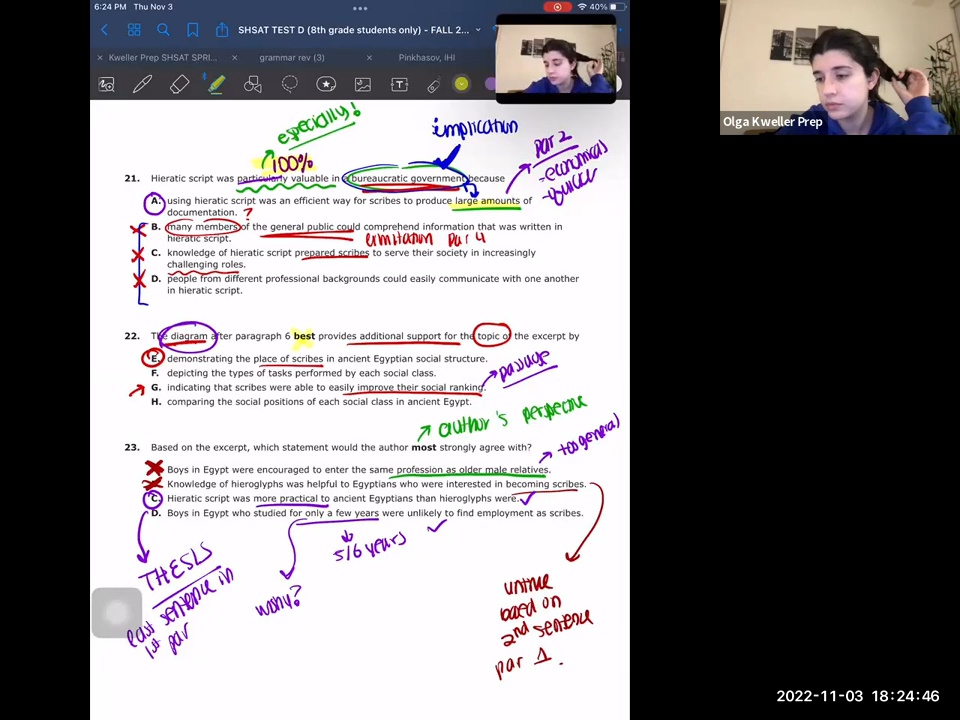 6:24 PM Thu Nov 3
40%
SHSAT TEST D (8th grade students only) - FALL 2...
Kweller Prep SHSAT SPRI...
grammar rev (3)
Pinkhasov, IHI
Olga Kweller Prep
especially!
implication
100%
par 2
-economical
-quicker
21. Hieratic script was particularly valuable in a bureaucratic government because
A. using hieratic script was an efficient way for scribes to produce large amounts of
documentation. ?
B. many members of the general public could comprehend information that was written in
hieratic script.
limitation par 4
C. knowledge of hieratic script prepared scribes to serve their society in increasingly
challenging roles.
D. people from different professional backgrounds could easily communicate with one another
in hieratic script.
22. The diagram after paragraph 6 best provides additional support for the topic of the excerpt by
E. demonstrating the place of scribes in ancient Egyptian social structure.
F. depicting the types of tasks performed by each social class.
passage
G. indicating that scribes were able to easily improve their social ranking.
H. comparing the social positions of each social class in ancient Egypt.
author's perspective
23. Based on the excerpt, which statement would the author most strongly agree with?
too general
Boys in Egypt were encouraged to enter the same profession as older male relatives.
Knowledge of hieroglyphs was helpful to Egyptians who were interested in becoming scribes.
C. Hieratic script was more practical to ancient Egyptians than hieroglyphs were.
D. Boys in Egypt who studied for only a few years were unlikely to find employment as scribes.
5/6 years
THESIS
last sentence in
1st par
why?
untrue
based on
2nd sentence
par 1.
2022-11-03 18:24:46